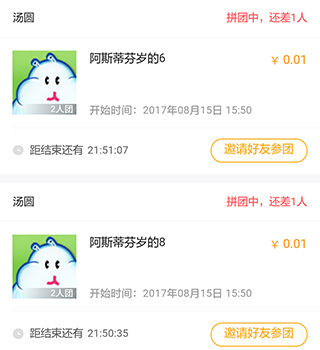 汤圆 拼团中，还差1人
阿斯蒂芬岁的6 ￥0.01
2人团 开始时间：2017年08月15日 15:50
距结束还有 21:51:07 邀请好友参团
汤圆 拼团中，还差1人
阿斯蒂芬岁的8 ￥0.01
2人团 开始时间：2017年08月15日 15:50
距结束还有 21:50:35 邀请好友参团